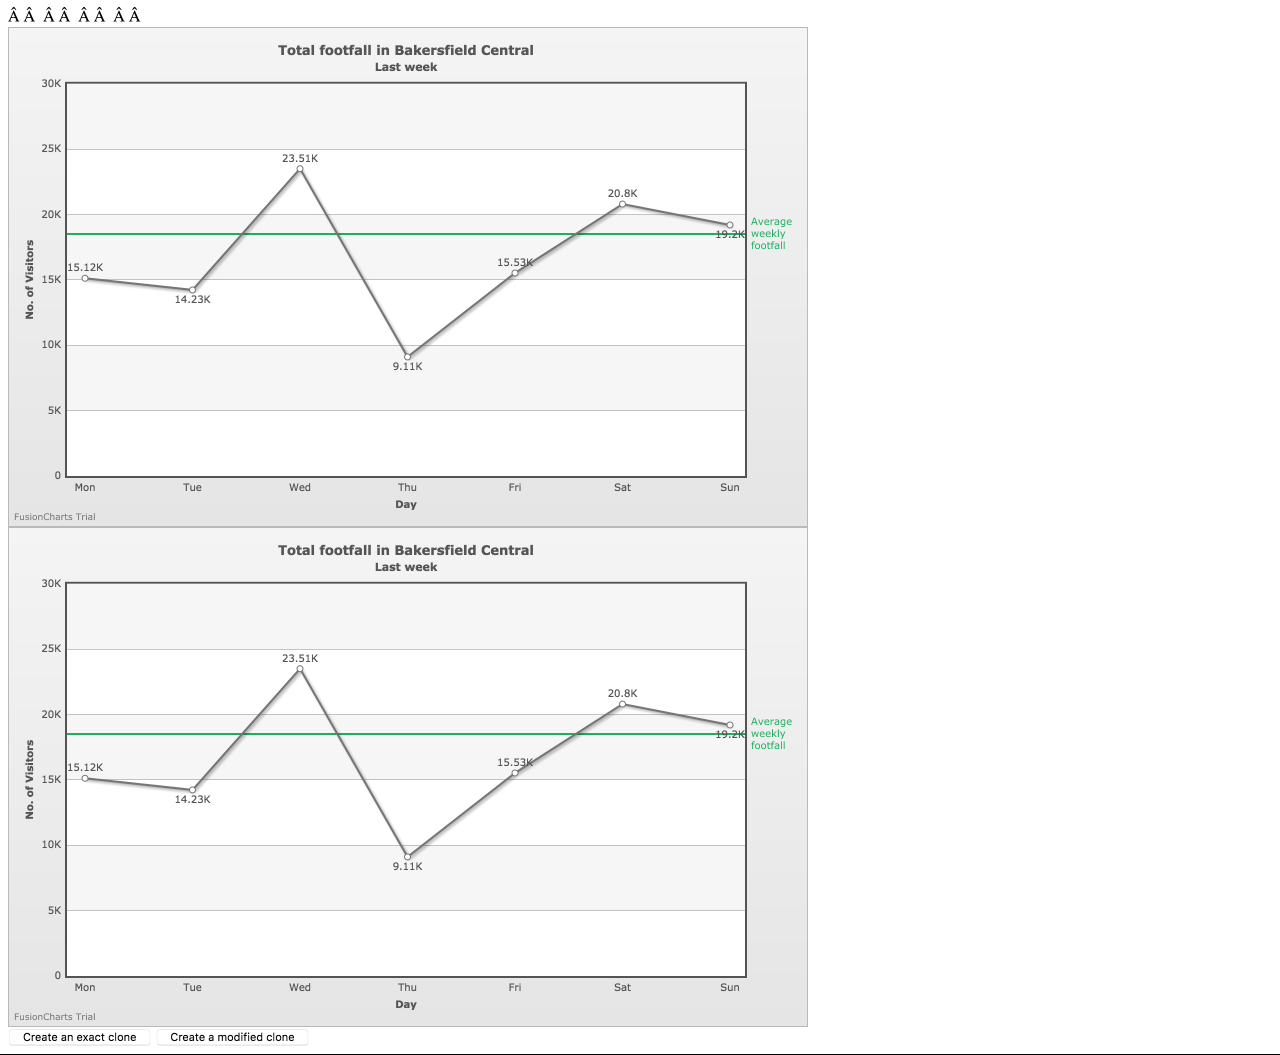 Â Â  Â Â  Â Â  Â Â
Total footfall in Bakersfield Central
Last week
30K
25K
20K
15K
10K
5K
0
No. of Visitors
15.12K
14.23K
23.51K
9.11K
15.53K
20.8K
19.2K
Average
weekly
footfall
Mon Tue Wed Thu Fri Sat Sun
Day
FusionCharts Trial
Total footfall in Bakersfield Central
Last week
30K
25K
20K
15K
10K
5K
0
No. of Visitors
15.12K
14.23K
23.51K
9.11K
15.53K
20.8K
19.2K
Average
weekly
footfall
Mon Tue Wed Thu Fri Sat Sun
Day
FusionCharts Trial
Create an exact clone Create a modified clone